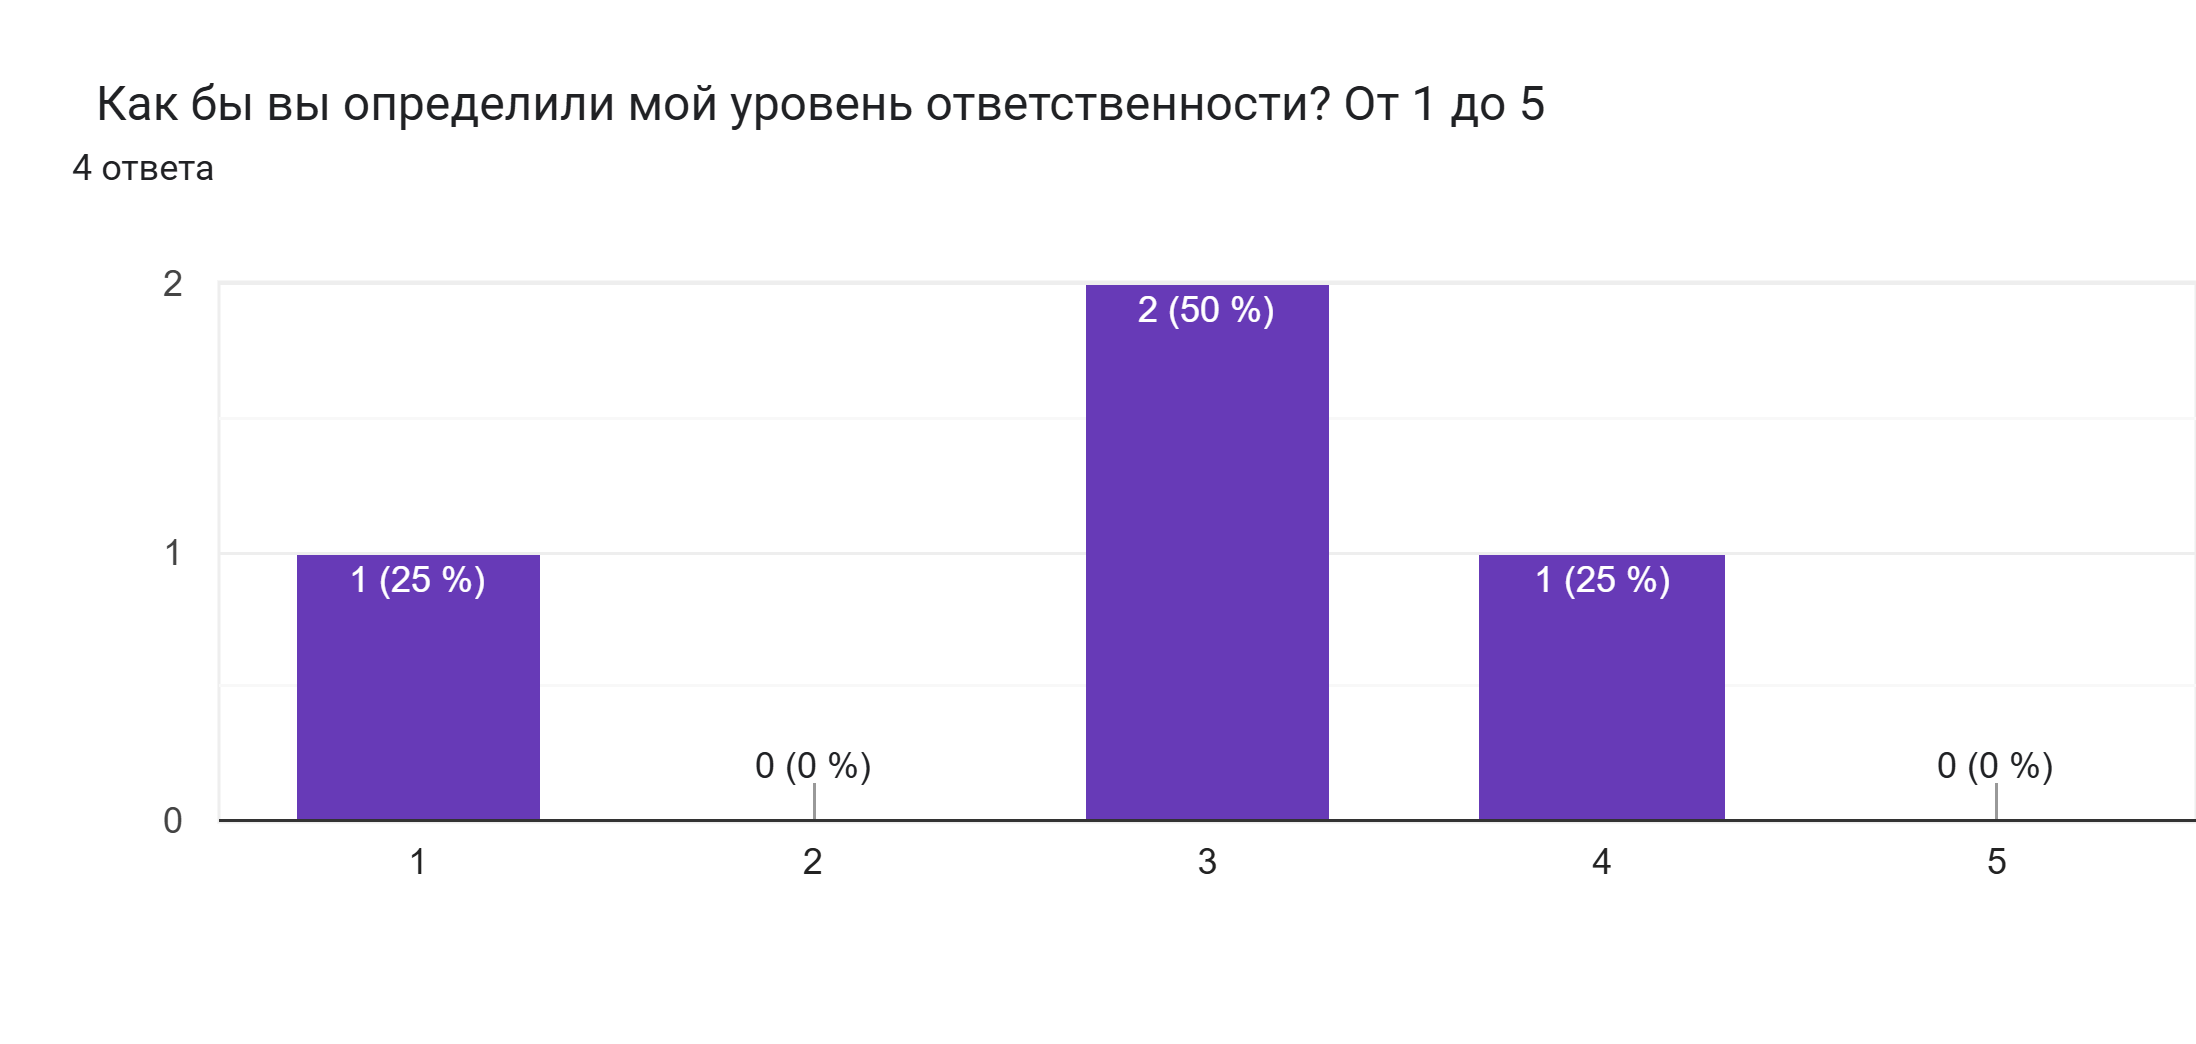 Как бы вы определили мой уровень ответственности? От 1 до 5
4 ответа
2
2 (50 %)
1
1 (25 %)
1 (25 %)
0 (0 %)
0 (0 %)
0
1
2
3
4
5